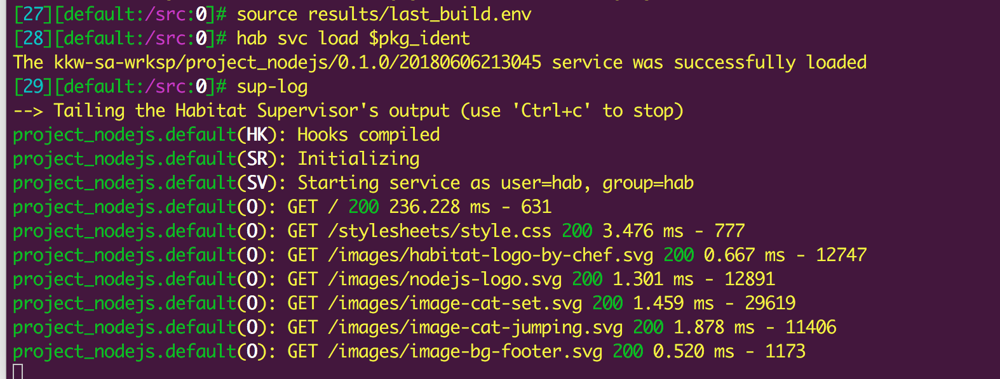 [27][default:/src:0]# source results/last_build.env
[28][default:/src:0]# hab svc load $pkg_ident
The kkw-sa-wrksp/project_nodejs/0.1.0/20180606213045 service was successfully loaded
[29][default:/src:0]# sup-log
--> Tailing the Habitat Supervisor's output (use 'Ctrl+c' to stop)
project_nodejs.default(HK): Hooks compiled
project_nodejs.default(SR): Initializing
project_nodejs.default(SV): Starting service as user=hab, group=hab
project_nodejs.default(O): GET / 200 236.228 ms - 631
project_nodejs.default(O): GET /stylesheets/style.css 200 3.476 ms - 777
project_nodejs.default(O): GET /images/habitat-logo-by-chef.svg 200 0.667 ms - 12747
project_nodejs.default(O): GET /images/nodejs-logo.svg 200 1.301 ms - 12891
project_nodejs.default(O): GET /images/image-cat-set.svg 200 1.459 ms - 29619
project_nodejs.default(O): GET /images/image-cat-jumping.svg 200 1.878 ms - 11406
project_nodejs.default(O): GET /images/image-bg-footer.svg 200 0.520 ms - 1173